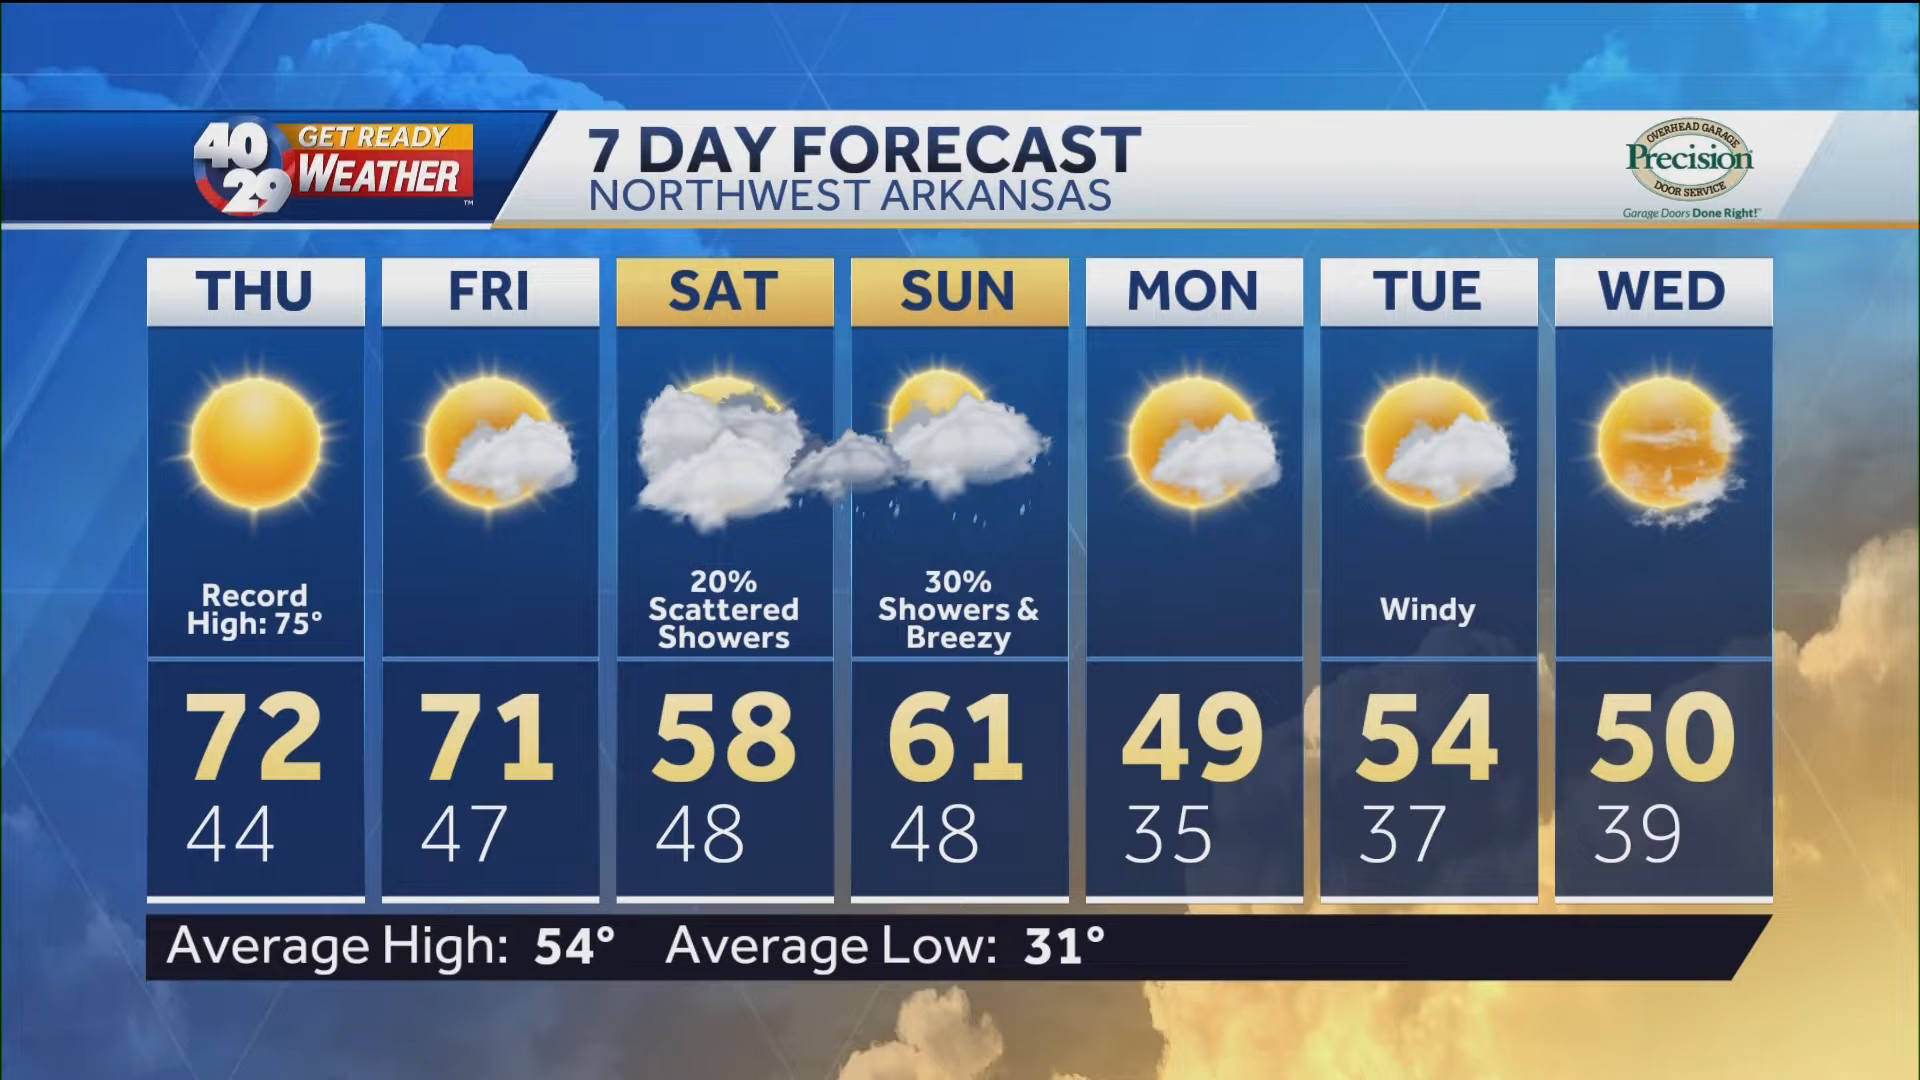 40
29
GET READY
WEATHER
™
7 DAY FORECAST
NORTHWEST ARKANSAS
OVERHEAD GARAGE
Precision
DOOR SERVICE
Garage Doors Done Right!
THU
Record
High: 75°
72
44
FRI
71
47
SAT
20%
Scattered
Showers
58
48
SUN
30%
Showers &
Breezy
61
48
MON
49
35
TUE
Windy
54
37
WED
50
39
Average High: 54° Average Low: 31°